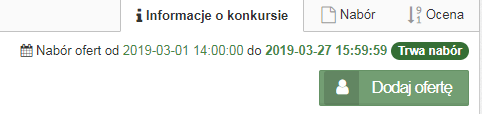 Informacje o konkursie Nabór Ocena
Nabór ofert od 2019-03-01 14:00:00 do 2019-03-27 15:59:59 Trwa nabór
Dodaj ofertę